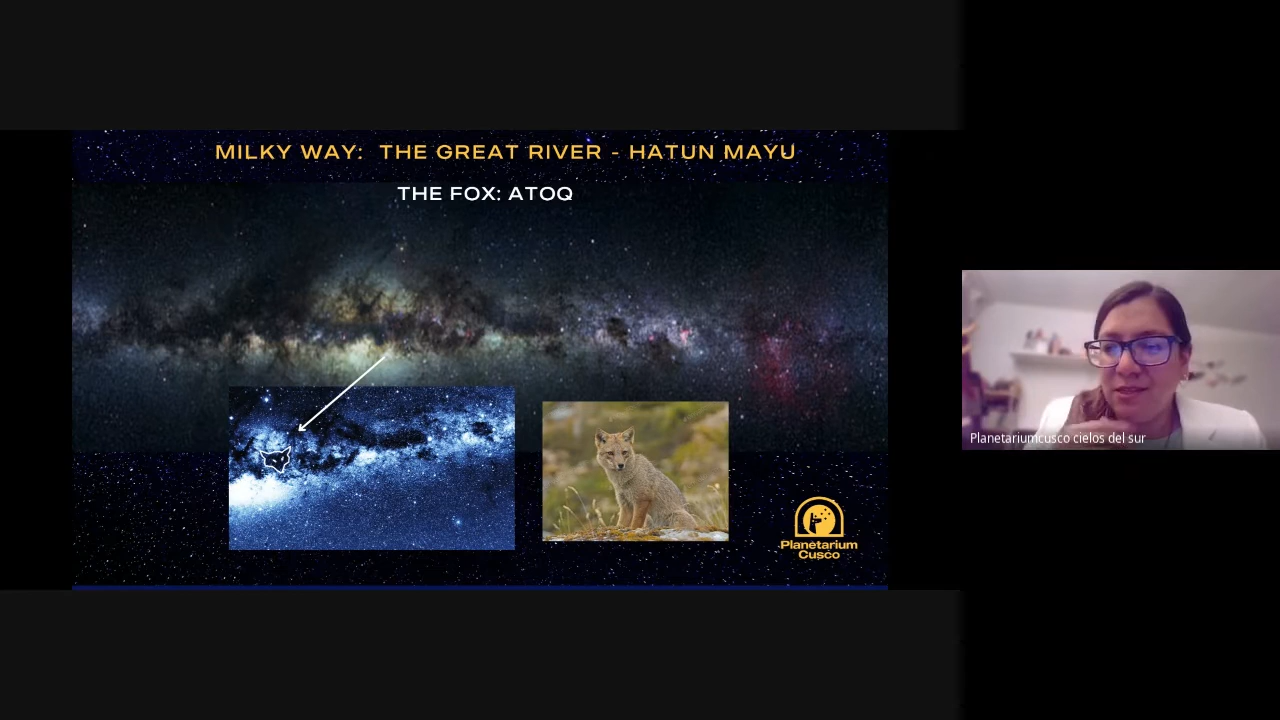 MILKY WAY: THE GREAT RIVER - HATUN MAYU
THE FOX: ATOQ
Planetarium
Cusco
Planetariumcusco cielos del sur